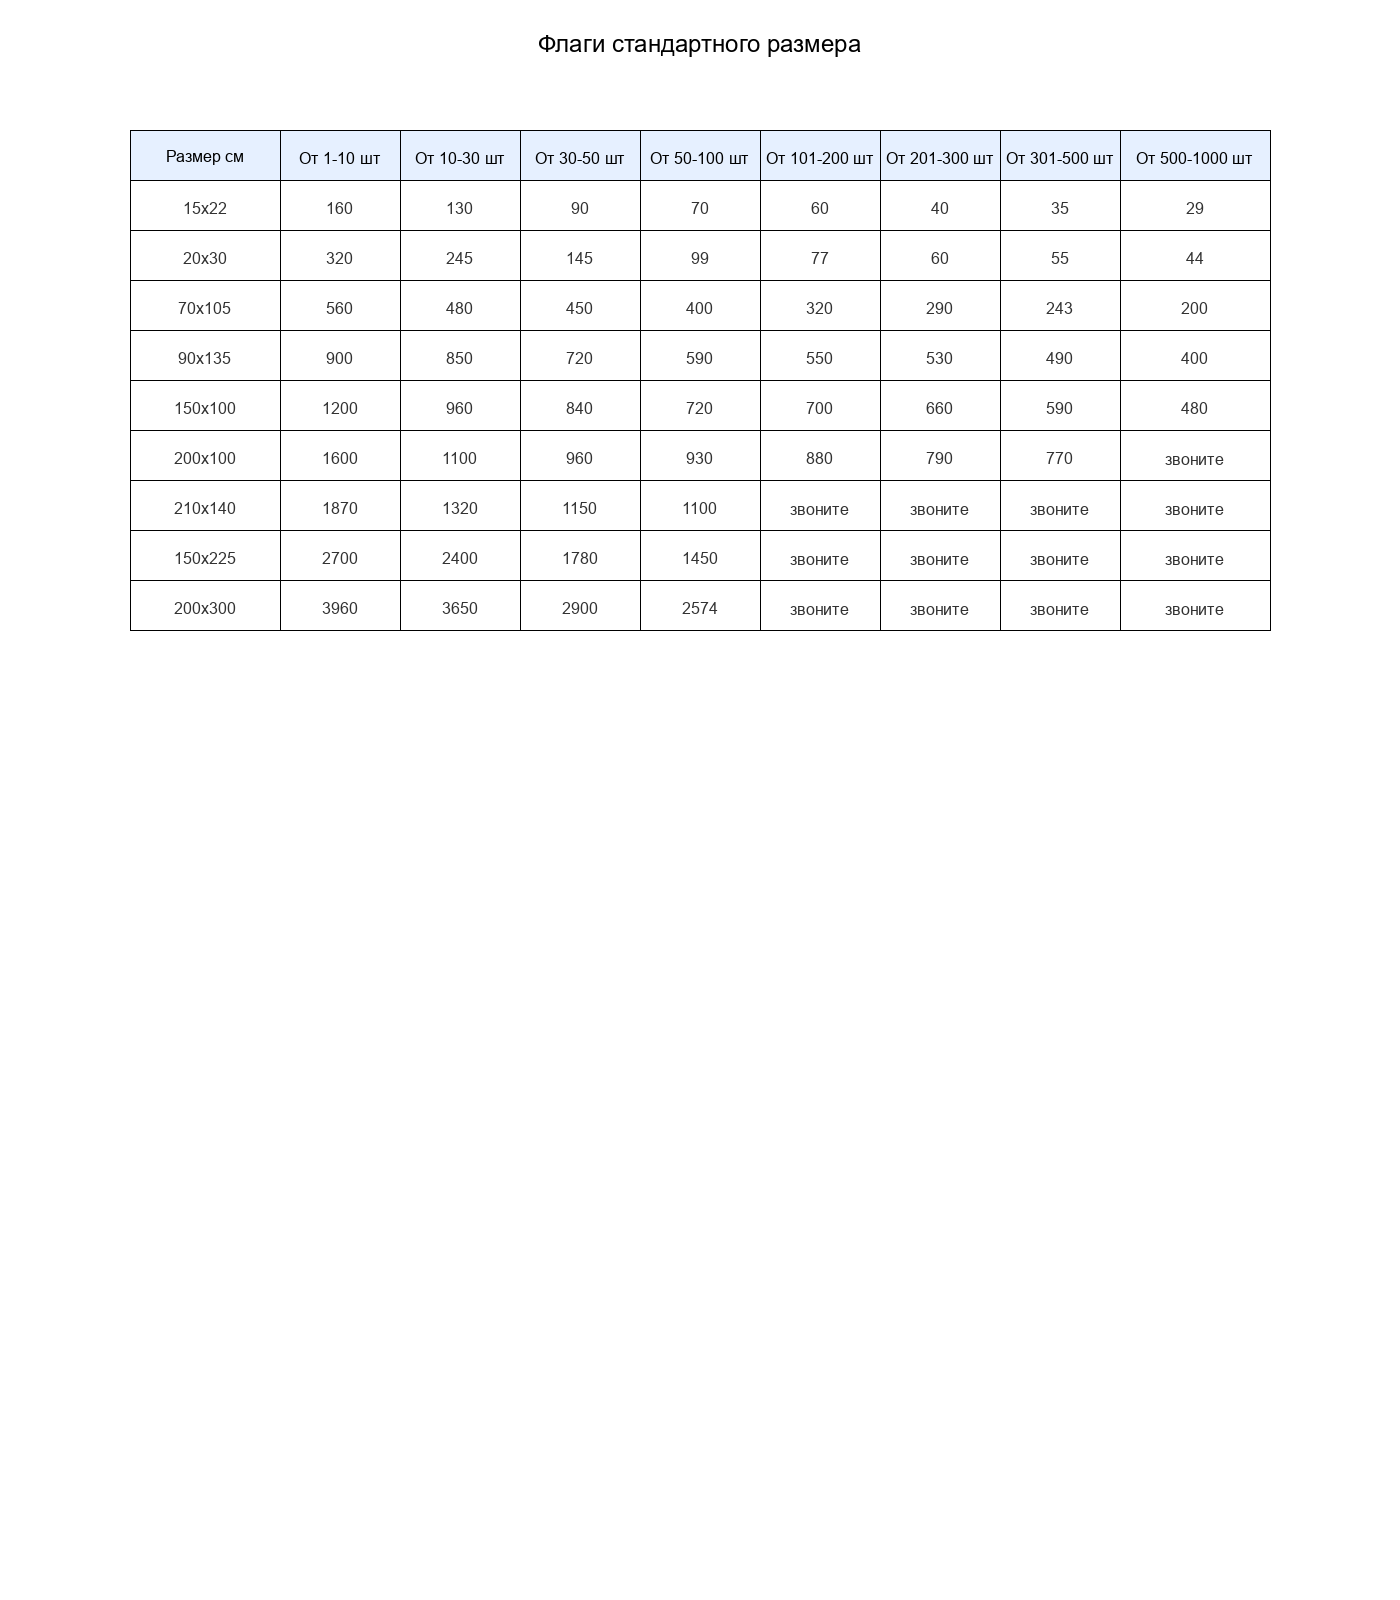 Флаги стандартного размера
Размер см От 1-10 шт От 10-30 шт От 30-50 шт От 50-100 шт От 101-200 шт От 201-300 шт От 301-500 шт От 500-1000 шт
15x22 160 130 90 70 60 40 35 29
20x30 320 245 145 99 77 60 55 44
70x105 560 480 450 400 320 290 243 200
90x135 900 850 720 590 550 530 490 400
150x100 1200 960 840 720 700 660 590 480
200x100 1600 1100 960 930 880 790 770 звоните
210x140 1870 1320 1150 1100 звоните звоните звоните звоните
150x225 2700 2400 1780 1450 звоните звоните звоните звоните
200x300 3960 3650 2900 2574 звоните звоните звоните звоните